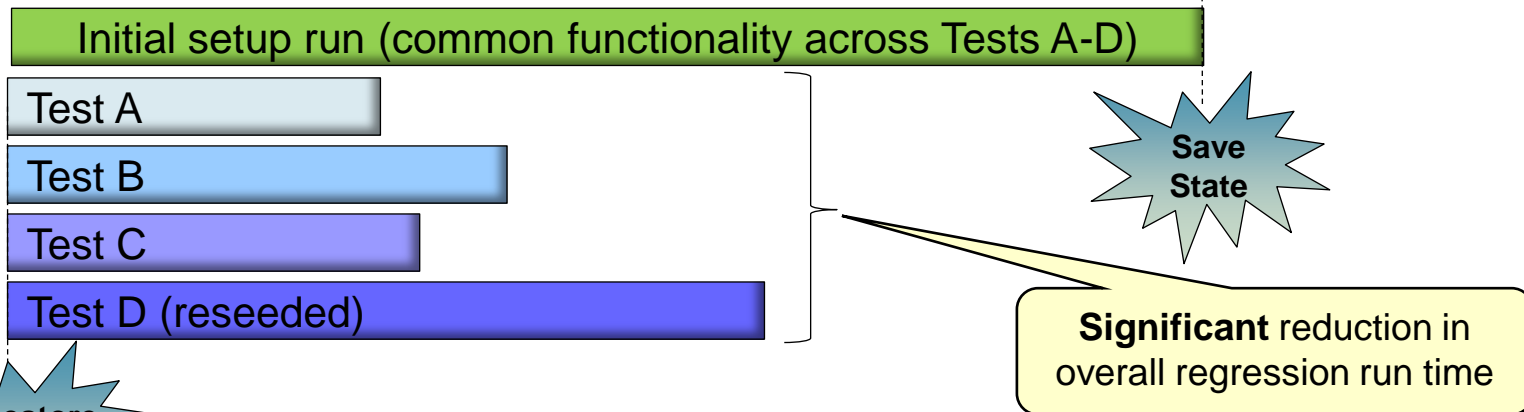 Initial setup run (common functionality across Tests A-D)
Test A
Test B
Test C
Test D (reseeded)
Save
State
Significant reduction in
overall regression run time